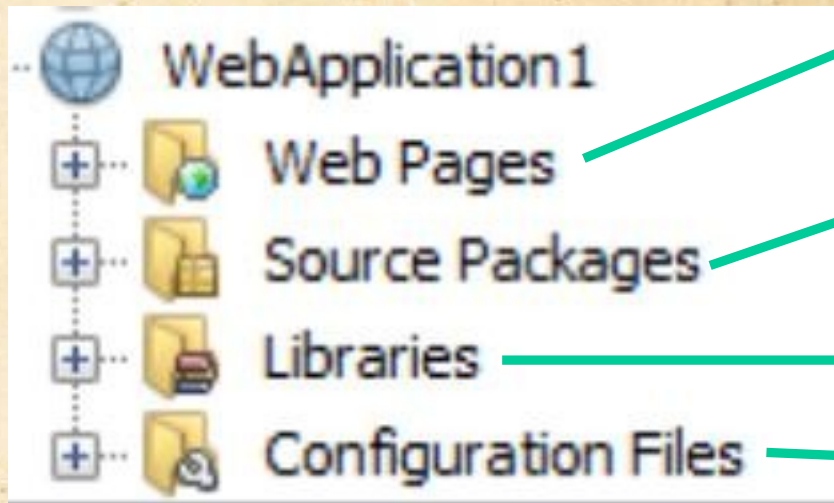 WebApplication1
Web Pages
Source Packages
Libraries
Configuration Files